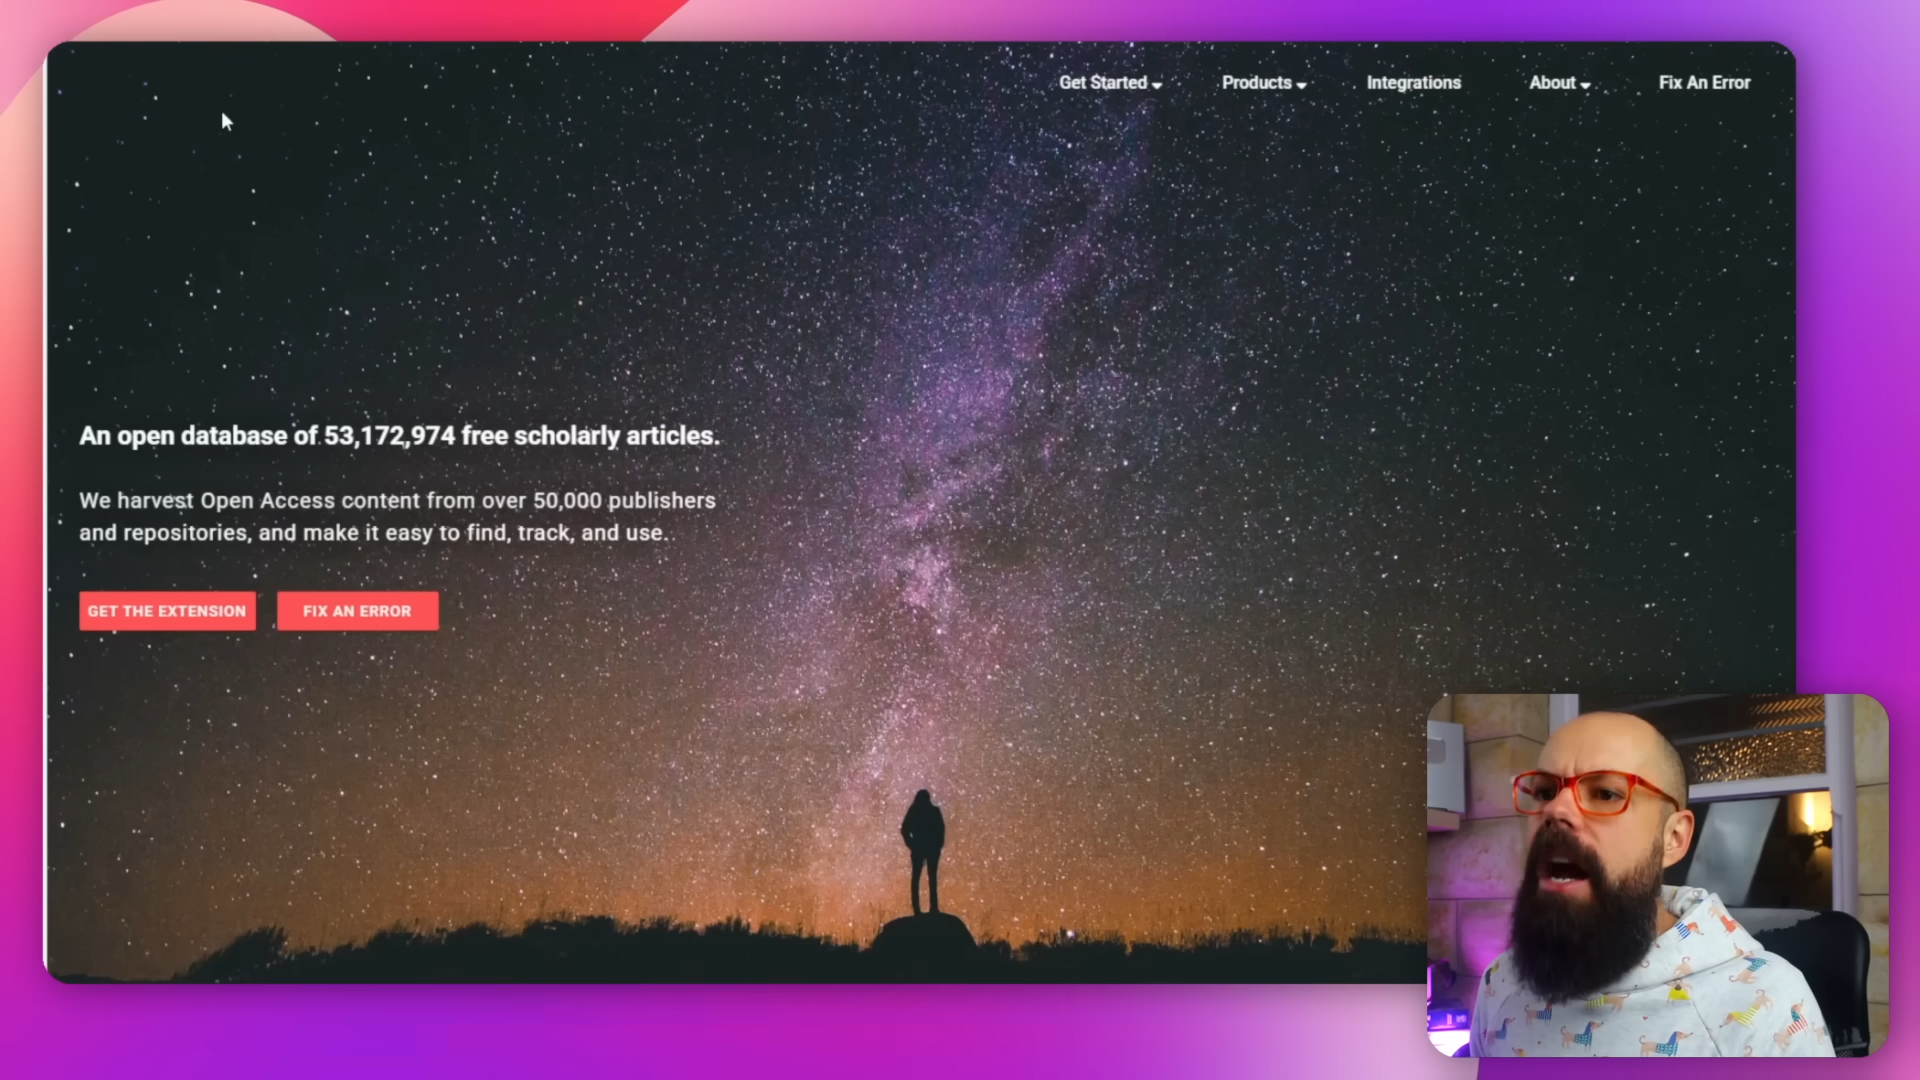 Get Started
Products
Integrations
About
Fix An Error
An open database of 53,172,974 free scholarly articles.
We harvest Open Access content from over 50,000 publishers
and repositories, and make it easy to find, track, and use.
GET THE EXTENSION
FIX AN ERROR